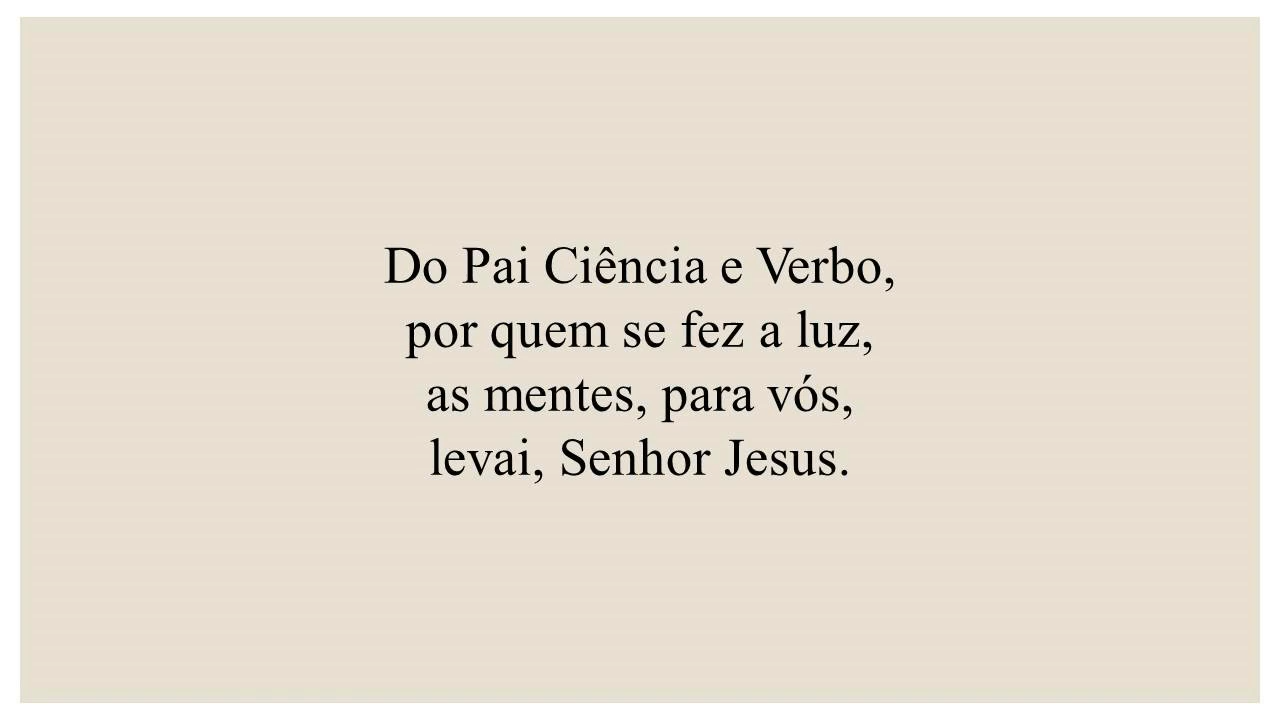 Do Pai Ciência e Verbo,
por quem se fez a luz,
as mentes, para vós,
levai, Senhor Jesus.